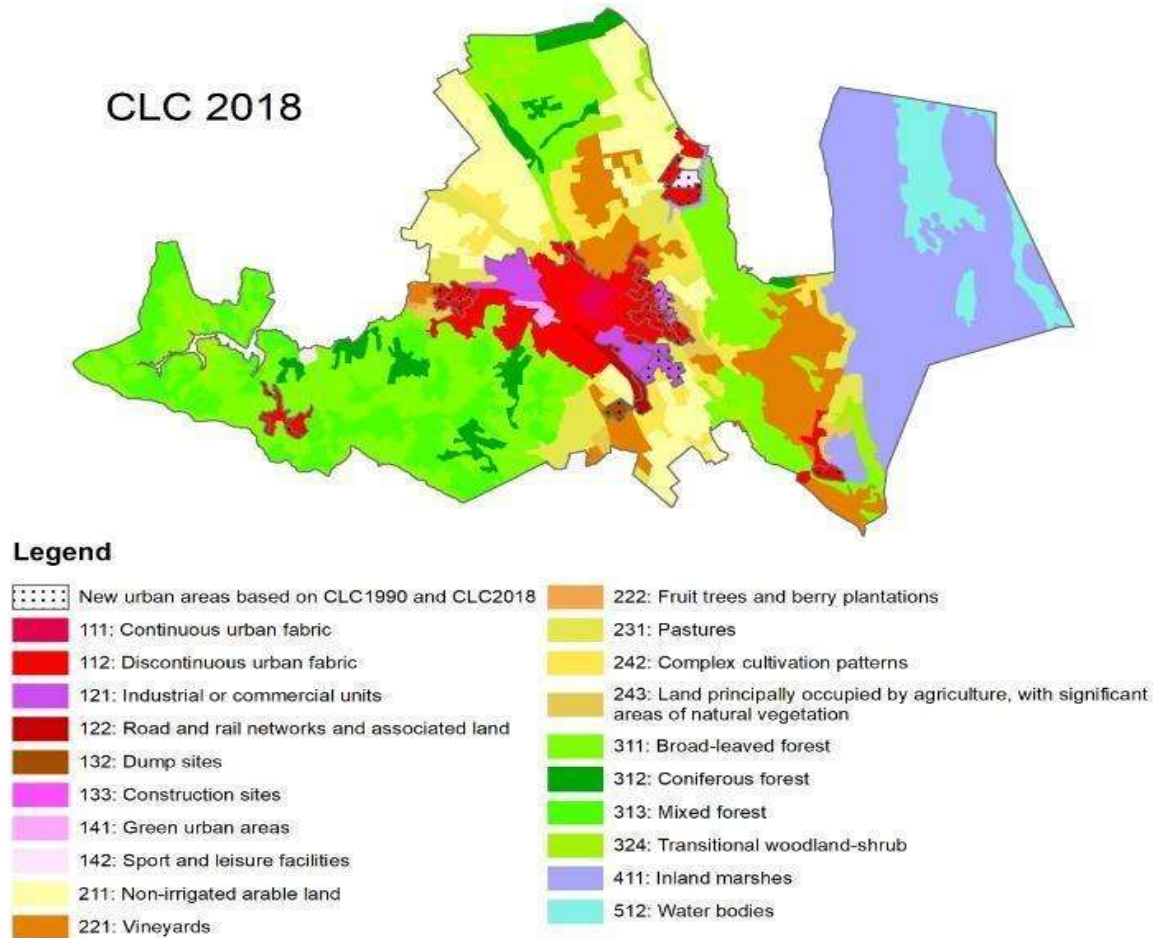 CLC 2018
Legend
New urban areas based on CLC1990 and CLC2018
111: Continuous urban fabric
112: Discontinuous urban fabric
121: Industrial or commercial units
122: Road and rail networks and associated land
132: Dump sites
133: Construction sites
141: Green urban areas
142: Sport and leisure facilities
211: Non-irrigated arable land
221: Vineyards
222: Fruit trees and berry plantations
231: Pastures
242: Complex cultivation patterns
243: Land principally occupied by agriculture, with significant
areas of natural vegetation
311: Broad-leaved forest
312: Coniferous forest
313: Mixed forest
324: Transitional woodland-shrub
411: Inland marshes
512: Water bodies